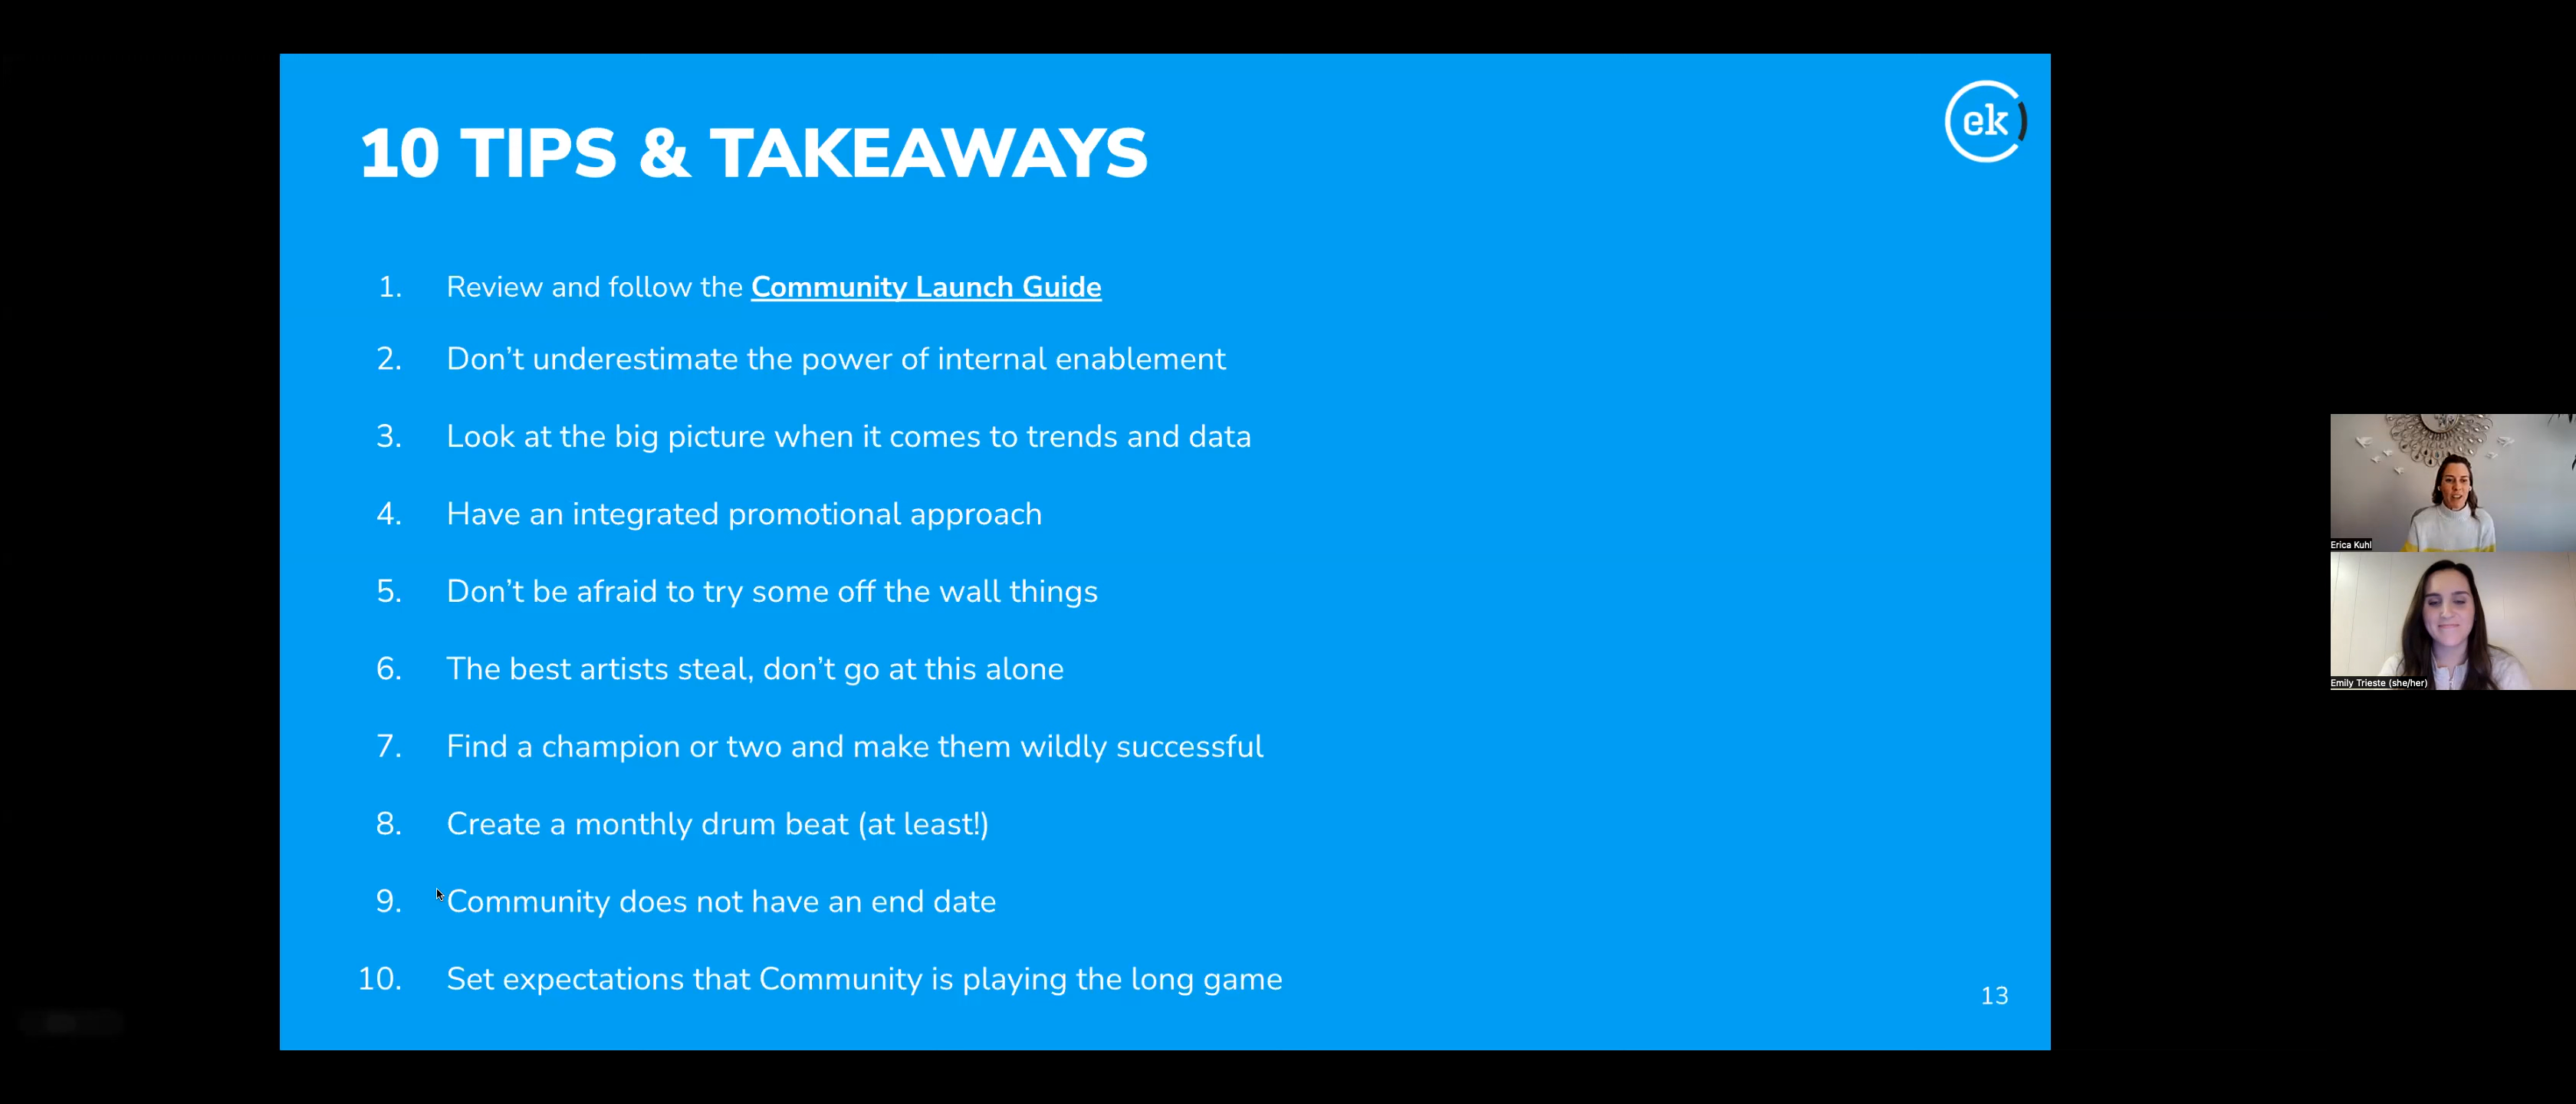 10 TIPS & TAKEAWAYS
ek
1. Review and follow the Community Launch Guide
2. Don’t underestimate the power of internal enablement
3. Look at the big picture when it comes to trends and data
4. Have an integrated promotional approach
5. Don’t be afraid to try some off the wall things
6. The best artists steal, don’t go at this alone
7. Find a champion or two and make them wildly successful
8. Create a monthly drum beat (at least!)
9. Community does not have an end date
10. Set expectations that Community is playing the long game
13
Erica Kuhl
Emily Trieste (she/her)